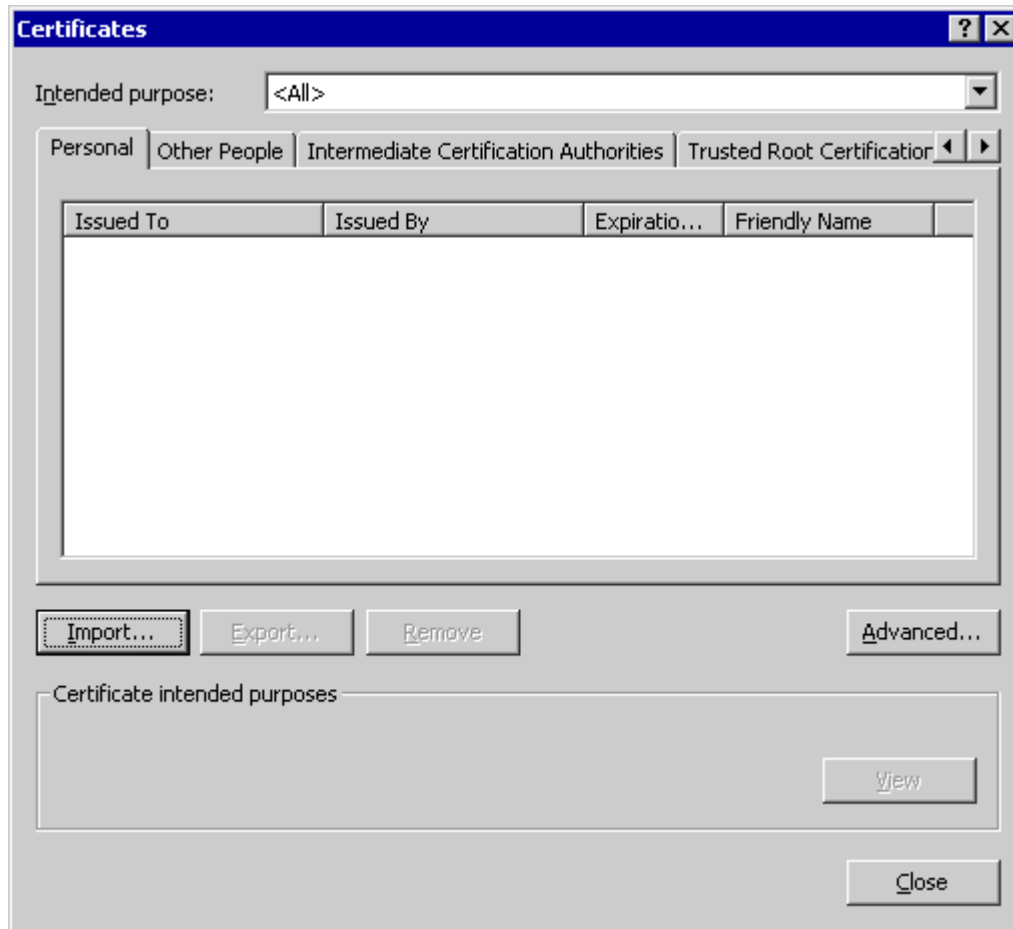 Certificates
Intended purpose: <All>
Personal Other People Intermediate Certification Authorities Trusted Root Certification
Issued To Issued By Expiratio... Friendly Name
Import... Export... Remove Advanced...
Certificate intended purposes
View
Close